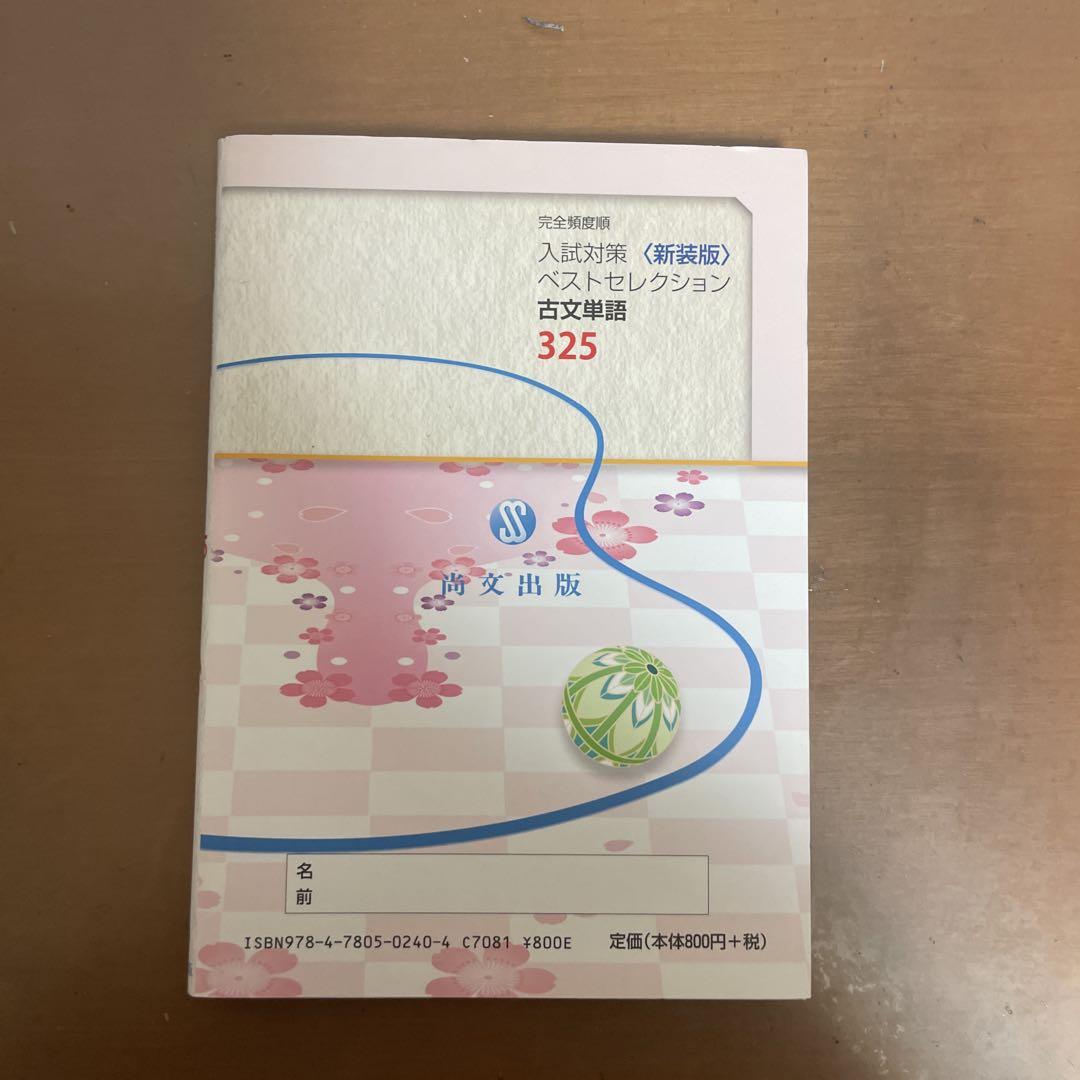 完全頻度順
入試対策〈新装版〉
ベストセレクション
古文単語
325
尚文出版
名
前
ISBN978-4-7805-0240-4 C7081 ¥800E 定価(本体800円+税)